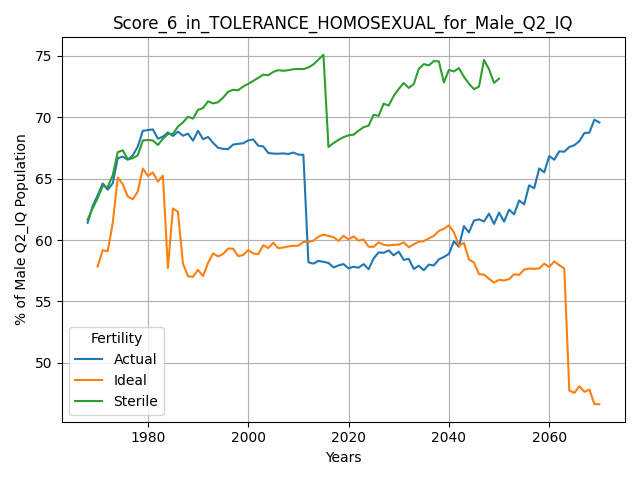 Score_6_in_TOLERANCE_HOMOSEXUAL_for_Male_Q2_IQ
% of Male Q2_IQ Population
75
70
65
60
55
50
Fertility
Actual
Ideal
Sterile
1980
2000
2020
2040
2060
Years